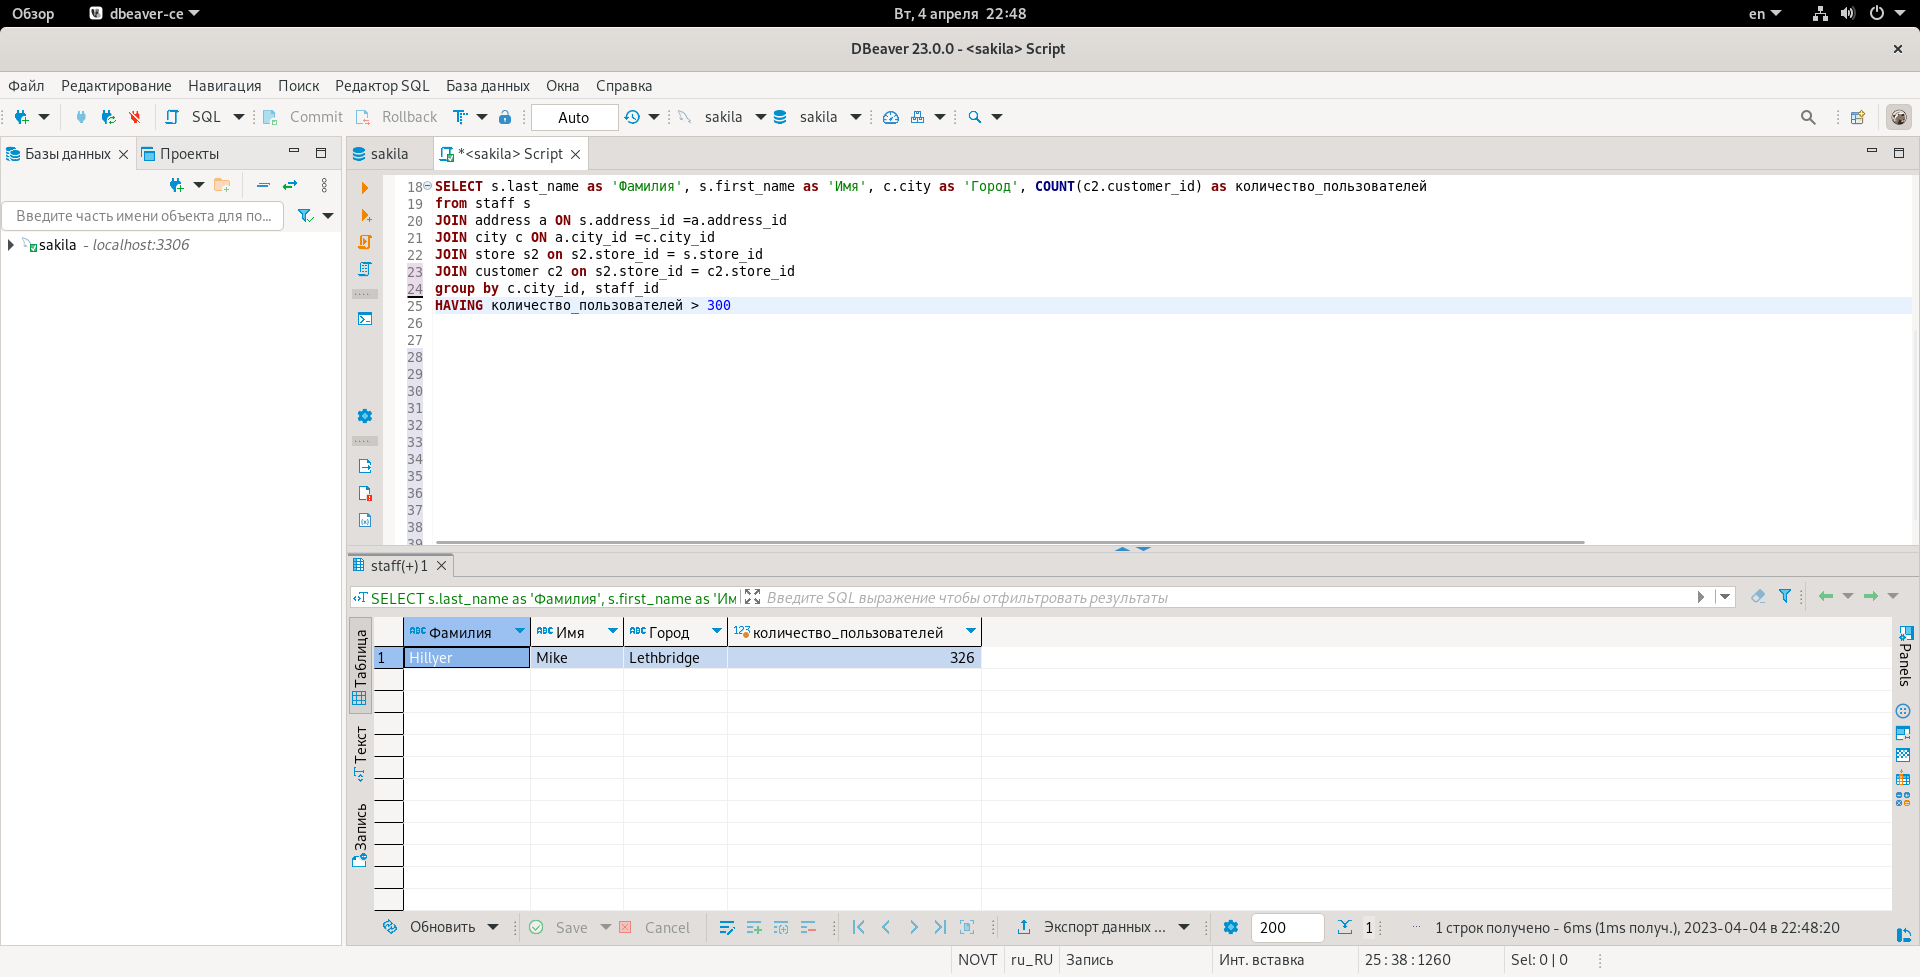 Обзор dbeaver-ce Вт, 4 апреля 22:48 en
DBeaver 23.0.0 - <sakila> Script
Файл Редактирование Навигация Поиск Редактор SQL База данных Окна Справка
SQL Commit Rollback Auto sakila sakila
Базы данных Проекты
Введите часть имени объекта для по...
sakila - localhost:3306
sakila *<sakila> Script
18 SELECT s.last_name as 'Фамилия', s.first_name as 'Имя', c.city as 'Город', COUNT(c2.customer_id) as количество_пользователей
19 from staff s
20 JOIN address a ON s.address_id =a.address_id
21 JOIN city c ON a.city_id =c.city_id
22 JOIN store s2 on s2.store_id = s.store_id
23 JOIN customer c2 on s2.store_id = c2.store_id
24 group by c.city_id, staff_id
25 HAVING количество_пользователей > 300
26
27
28
29
30
31
32
33
34
35
36
37
38
39
staff(+) 1
SELECT s.last_name as 'Фамилия', s.first_name as 'Им Введите SQL выражение чтобы отфильтровать результаты
Таблица
Текст
Запись
ABC Фамилия ABC Имя ABC Город 123 количество_пользователей
1 Hillyer Mike Lethbridge 326
Panels
Обновить Save Cancel Экспорт данных ... 200 1 1 строк получено - 6ms (1ms получ.), 2023-04-04 в 22:48:20
NOVT ru_RU Запись Инт. вставка 25 : 38 : 1260 Sel: 0 | 0